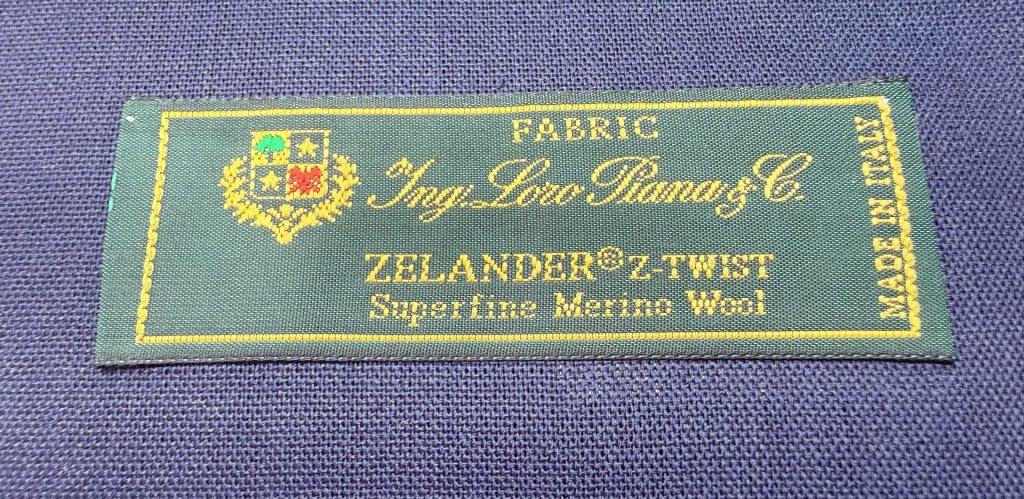 FABRIC
Ing. Loro Piana & C.
ZELANDER® Z-TWIST
Superfine Merino Wool
MADE IN ITALY